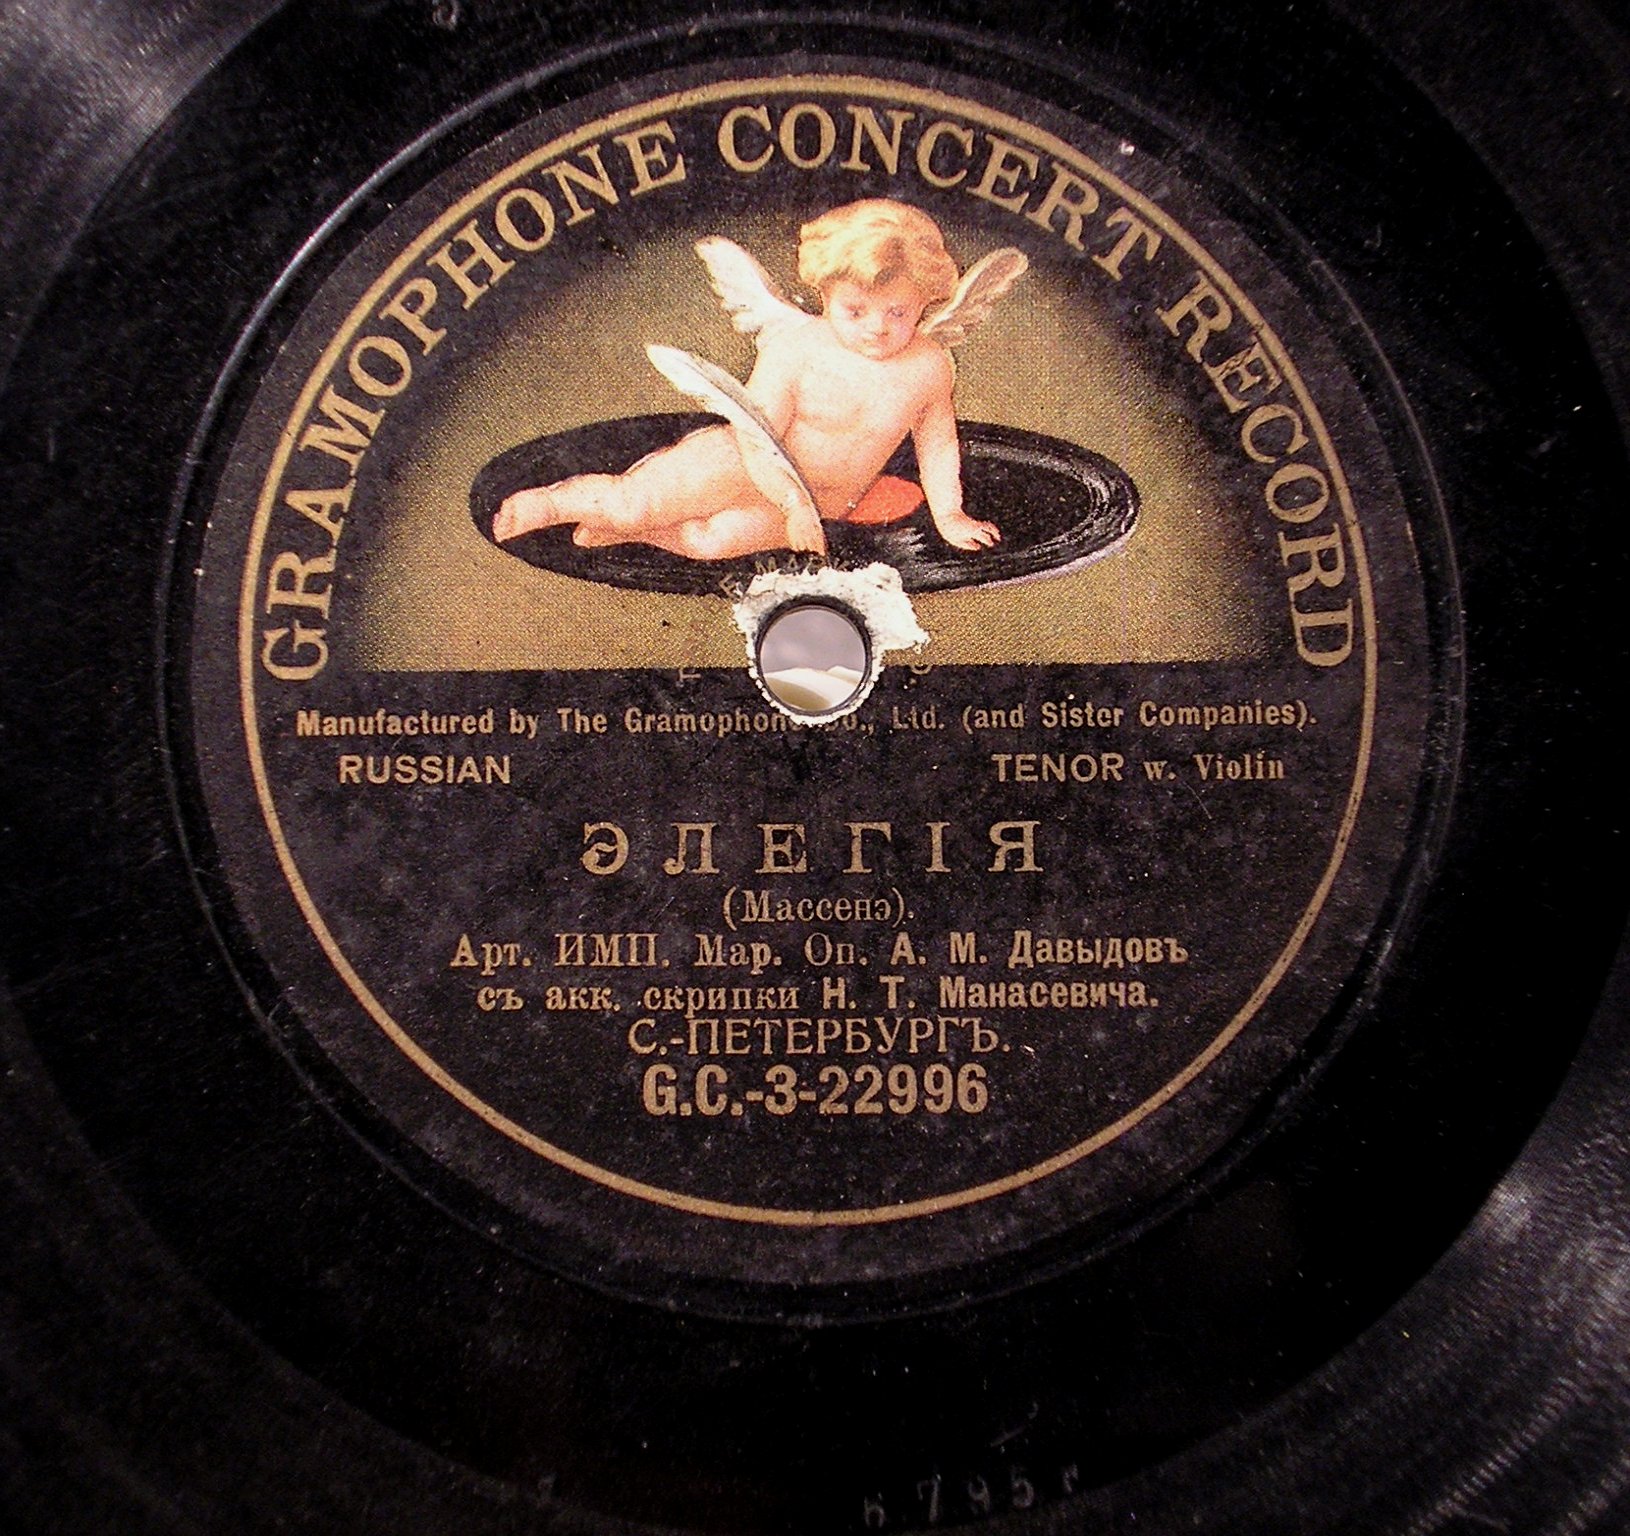 GRAMOPHONE CONCERT RECORD
Manufactured by The Gramophone Co., Ltd. (and Sister Companies).
RUSSIAN TENOR w. Violin
ЭЛЕГІЯ
(Массенэ).
Арт. ИМП. Мар. Оп. А. М. Давыдовъ
съ акк. скрипки Н. Т. Манасевича.
С.-ПЕТЕРБУРГЪ.
G.C.-3-22996